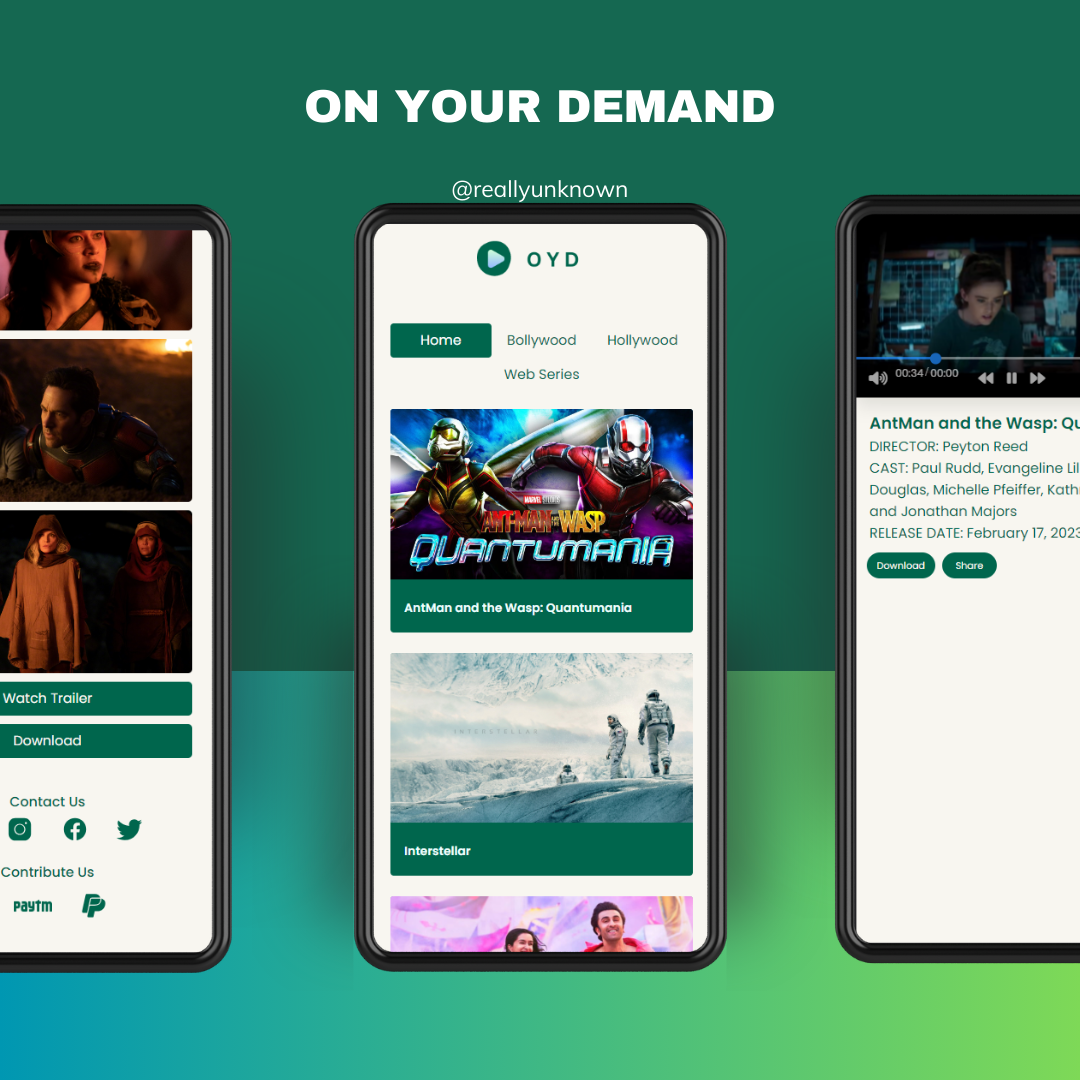 ON YOUR DEMAND
@reallyunknown
Watch Trailer
Download
Contact Us
Contribute Us
paytm
OYD
Home
Bollywood
Hollywood
Web Series
MARVEL STUDIOS
ANT-MAN AND THE WASP
QUANTUMANIA
AntMan and the Wasp: Quantumania
INTERSTELLAR
Interstellar
00:34/00:00
AntMan and the Wasp: Qu
DIRECTOR: Peyton Reed
CAST: Paul Rudd, Evangeline Lil
Douglas, Michelle Pfeiffer, Kath
and Jonathan Majors
RELEASE DATE: February 17, 2023
Download
Share